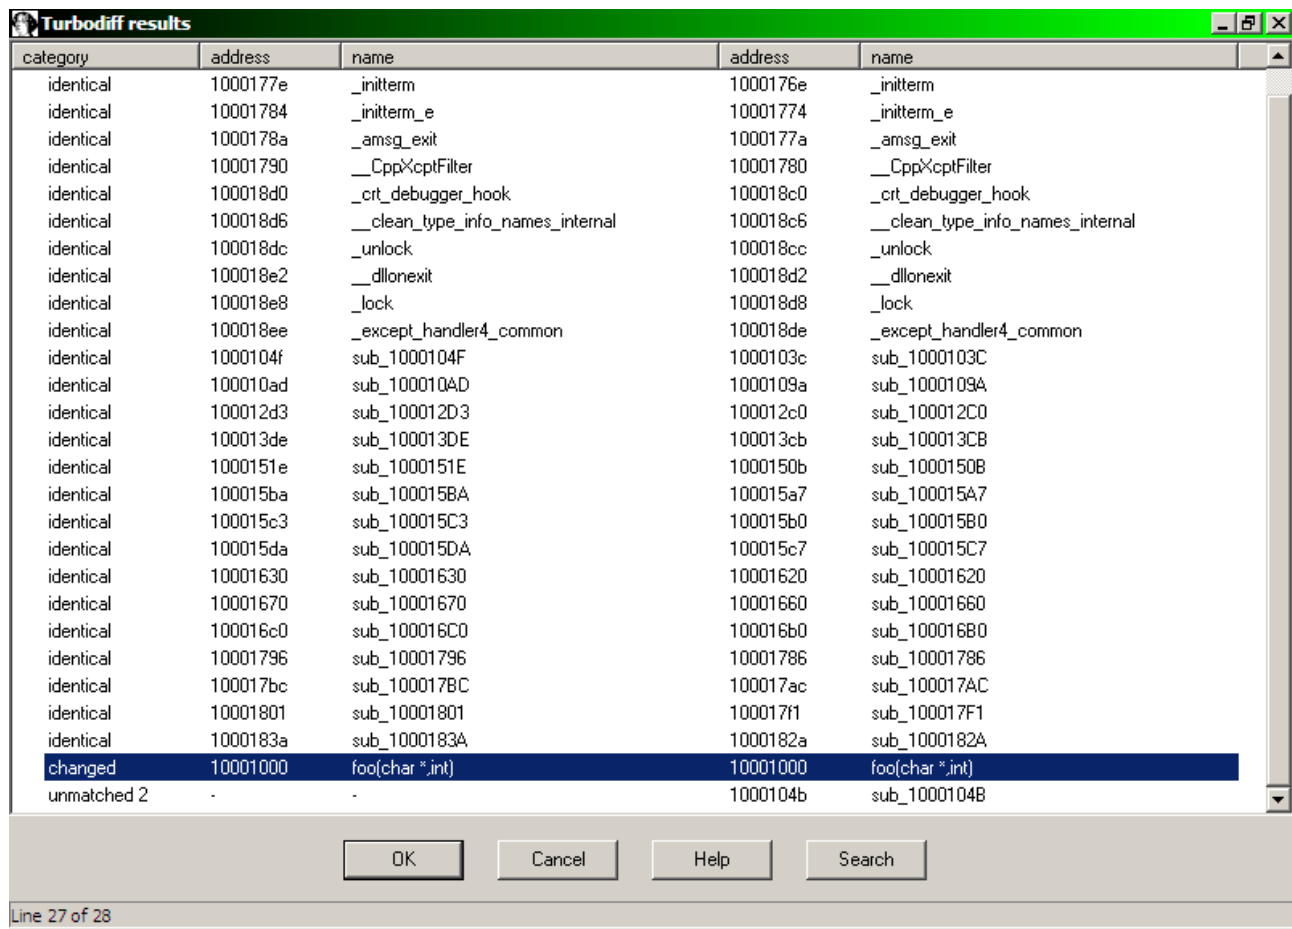 Turbodiff results
category address name address name
identical 1000177e _initterm 1000176e _initterm
identical 10001784 _initterm_e 10001774 _initterm_e
identical 1000178a _amsg_exit 1000177a _amsg_exit
identical 10001790 __CppXcptFilter 10001780 __CppXcptFilter
identical 100018d0 _crt_debugger_hook 100018c0 _crt_debugger_hook
identical 100018d6 __clean_type_info_names_internal 100018c6 __clean_type_info_names_internal
identical 100018dc _unlock 100018cc _unlock
identical 100018e2 __dllonexit 100018d2 __dllonexit
identical 100018e8 _lock 100018d8 _lock
identical 100018ee _except_handler4_common 100018de _except_handler4_common
identical 1000104f sub_1000104F 1000103c sub_1000103C
identical 100010ad sub_100010AD 1000109a sub_1000109A
identical 100012d3 sub_100012D3 100012c0 sub_100012C0
identical 100013de sub_100013DE 100013cb sub_100013CB
identical 1000151e sub_1000151E 1000150b sub_1000150B
identical 100015ba sub_100015BA 100015a7 sub_100015A7
identical 100015c3 sub_100015C3 100015b0 sub_100015B0
identical 100015da sub_100015DA 100015c7 sub_100015C7
identical 10001630 sub_10001630 10001620 sub_10001620
identical 10001670 sub_10001670 10001660 sub_10001660
identical 100016c0 sub_100016C0 100016b0 sub_100016B0
identical 10001796 sub_10001796 10001786 sub_10001786
identical 100017bc sub_100017BC 100017ac sub_100017AC
identical 10001801 sub_10001801 100017f1 sub_100017F1
identical 1000183a sub_1000183A 1000182a sub_1000182A
changed 10001000 foo(char *,int) 10001000 foo(char *,int)
unmatched 2 - - 1000104b sub_1000104B
OK Cancel Help Search
Line 27 of 28